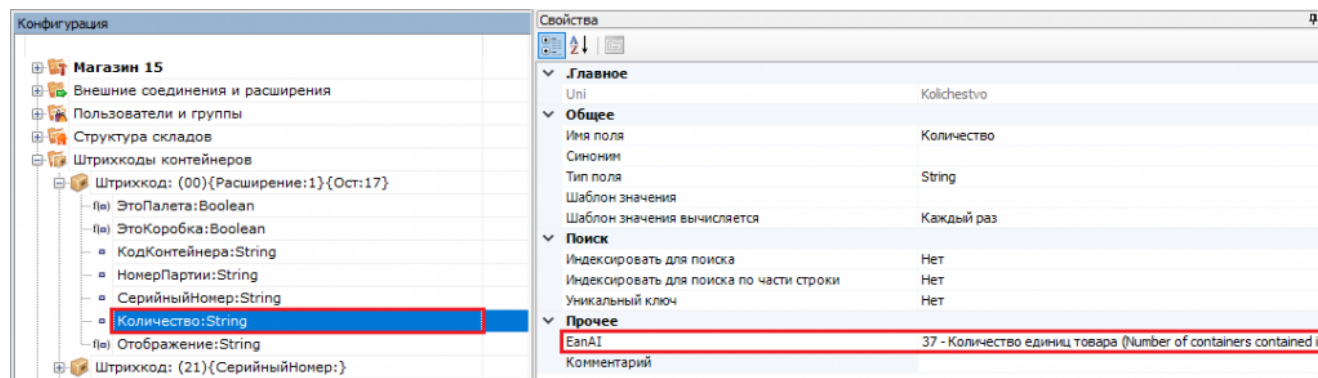 Конфигурация
Магазин 15
Внешние соединения и расширения
Пользователи и группы
Структура складов
Штрихкоды контейнеров
Штрихкод: (00){Расширение:1}{Ост:17}
f(a) ЭтоПалета:Boolean
f(a) ЭтоКоробка:Boolean
КодКонтейнера:String
НомерПартии:String
СерийныйНомер:String
Количество:String
f(a) Отображение:String
Штрихкод: (21){СерийныйНомер:}
Свойства
.Главное
Uni Kolichestvo
Общее
Имя поля Количество
Синоним
Тип поля String
Шаблон значения
Шаблон значения вычисляется Каждый раз
Поиск
Индексировать для поиска Нет
Индексировать для поиска по части строки Нет
Уникальный ключ Нет
Прочее
EanAI 37 - Количество единиц товара (Number of containers contained i
Комментарий